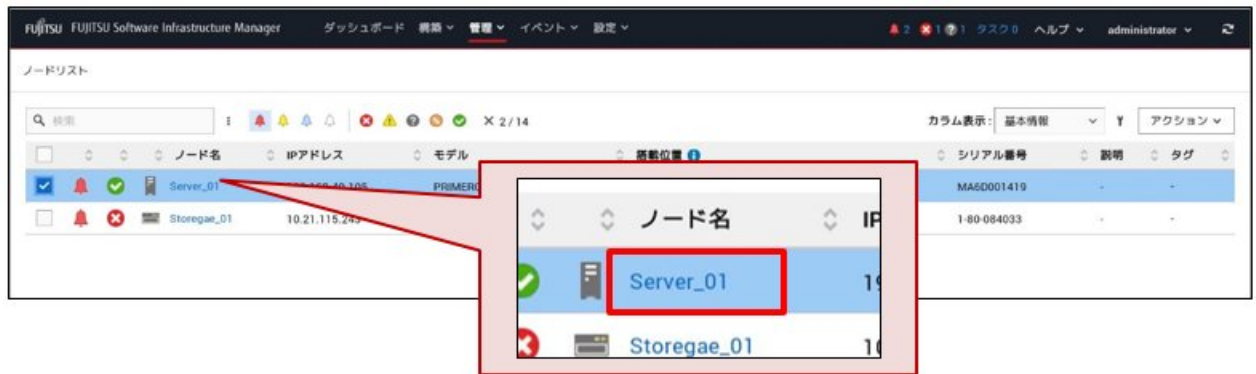 FUJITSU FUJITSU Software Infrastructure Manager ダッシュボード 構築 管理 イベント 設定 2 1 1 タスク 0 ヘルプ administrator
ノードリスト
検索 × 2/14 カラム表示: 基本情報 アクション
ノード名 IPアドレス モデル 搭載位置 シリアル番号 説明 タグ
Server_01 MA6D001419 - -
Storegae_01 1-80-084033 - -
ノード名 IP
Server_01 19
Storegae_01